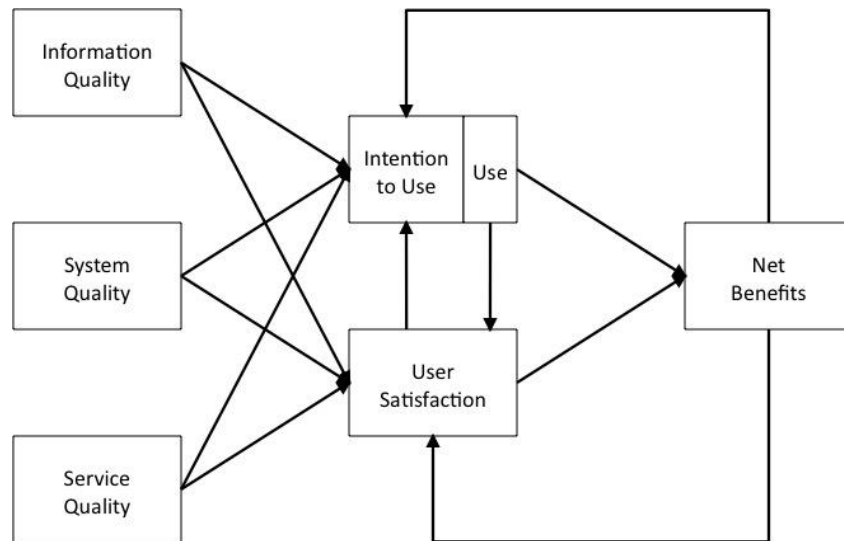 Information
Quality
Intention
to Use
Use
System
Quality
Net
Benefits
User
Satisfaction
Service
Quality